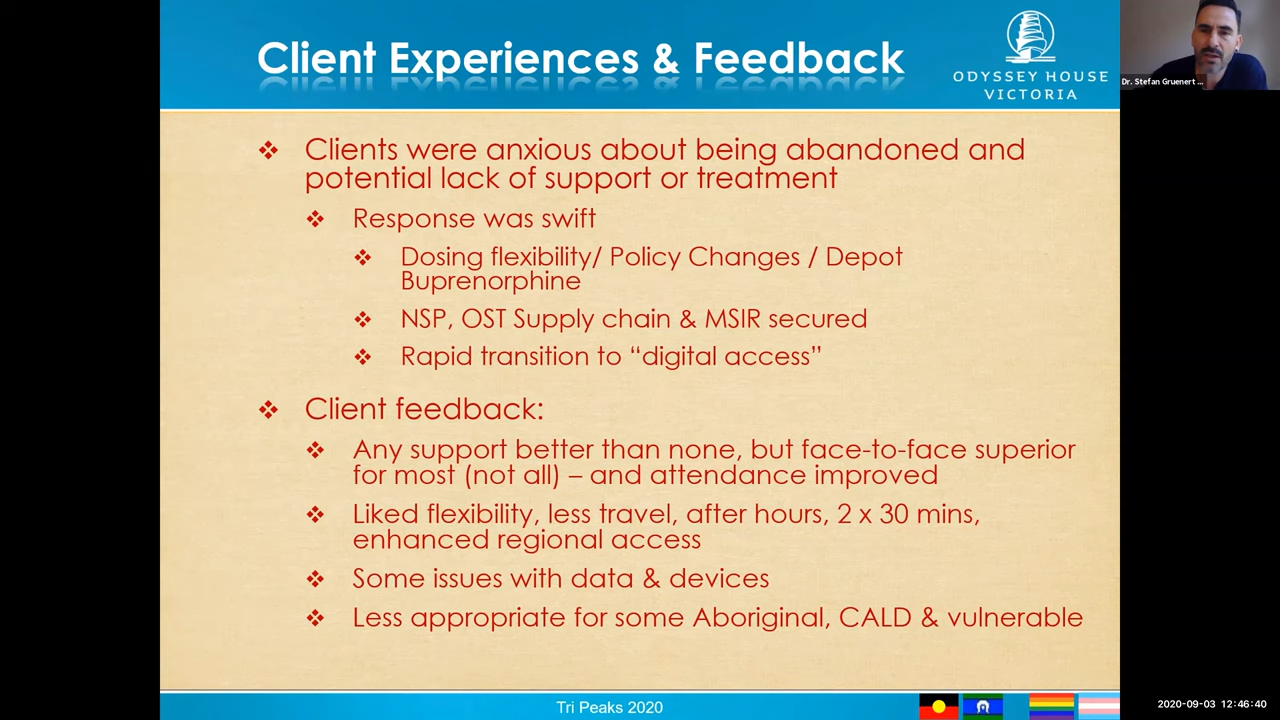 Client Experiences & Feedback
ODYSSEY HOUSE
VICTORIA
Dr. Stefan Gruenert ...
❖ Clients were anxious about being abandoned and
potential lack of support or treatment
❖ Response was swift
❖ Dosing flexibility/ Policy Changes / Depot
Buprenorphine
❖ NSP, OST Supply chain & MSIR secured
❖ Rapid transition to “digital access”
❖ Client feedback:
❖ Any support better than none, but face-to-face superior
for most (not all) – and attendance improved
❖ Liked flexibility, less travel, after hours, 2 x 30 mins,
enhanced regional access
❖ Some issues with data & devices
❖ Less appropriate for some Aboriginal, CALD & vulnerable
Tri Peaks 2020
2020-09-03 12:46:40